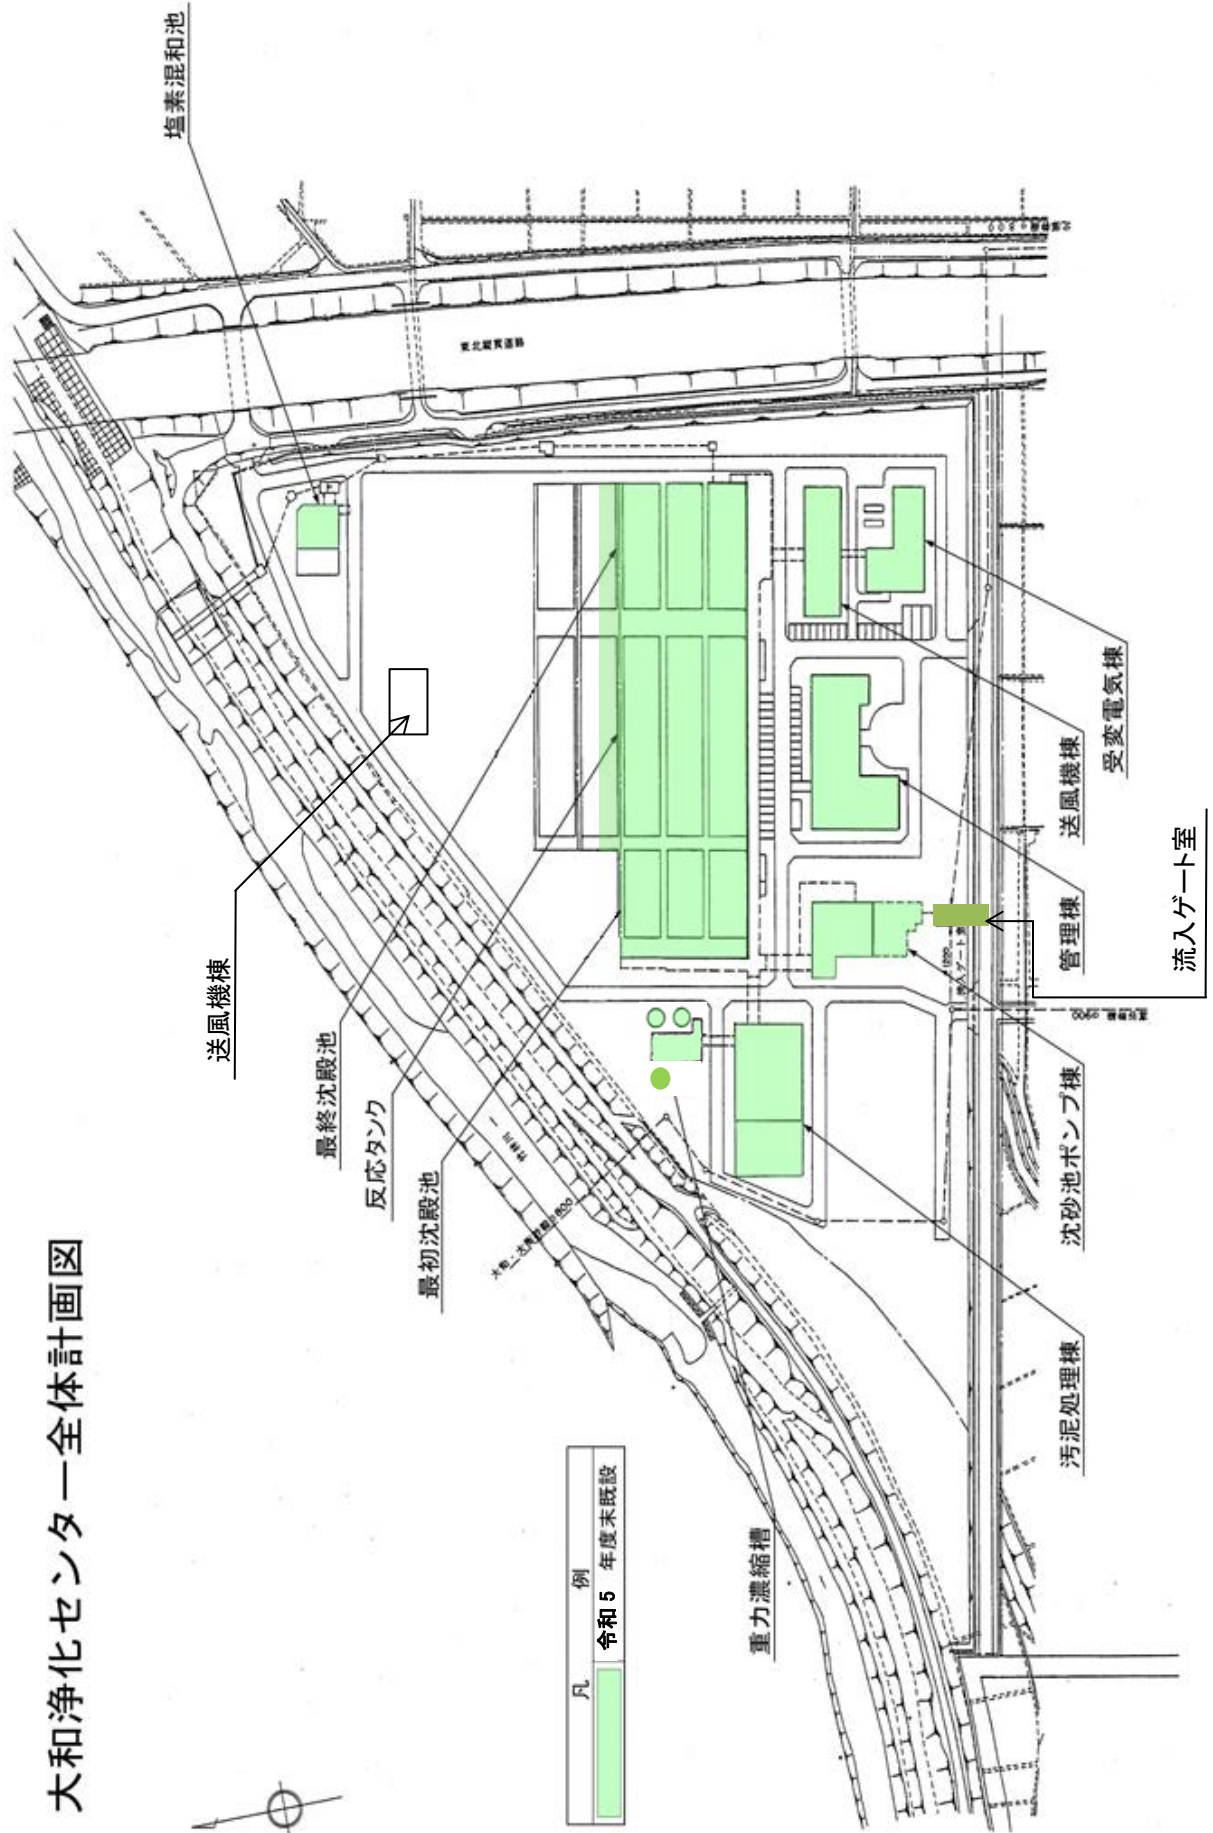 大和浄化センター全体計画図
塩素混和池
東北縦貫道路
送風機棟
最終沈殿池
反応タンク
最初沈殿池
重力濃縮槽
受変電気棟
送風機棟
管理棟
流入ゲート室
沈砂池ポンプ棟
汚泥処理棟
凡 例
令和5 年度末既設